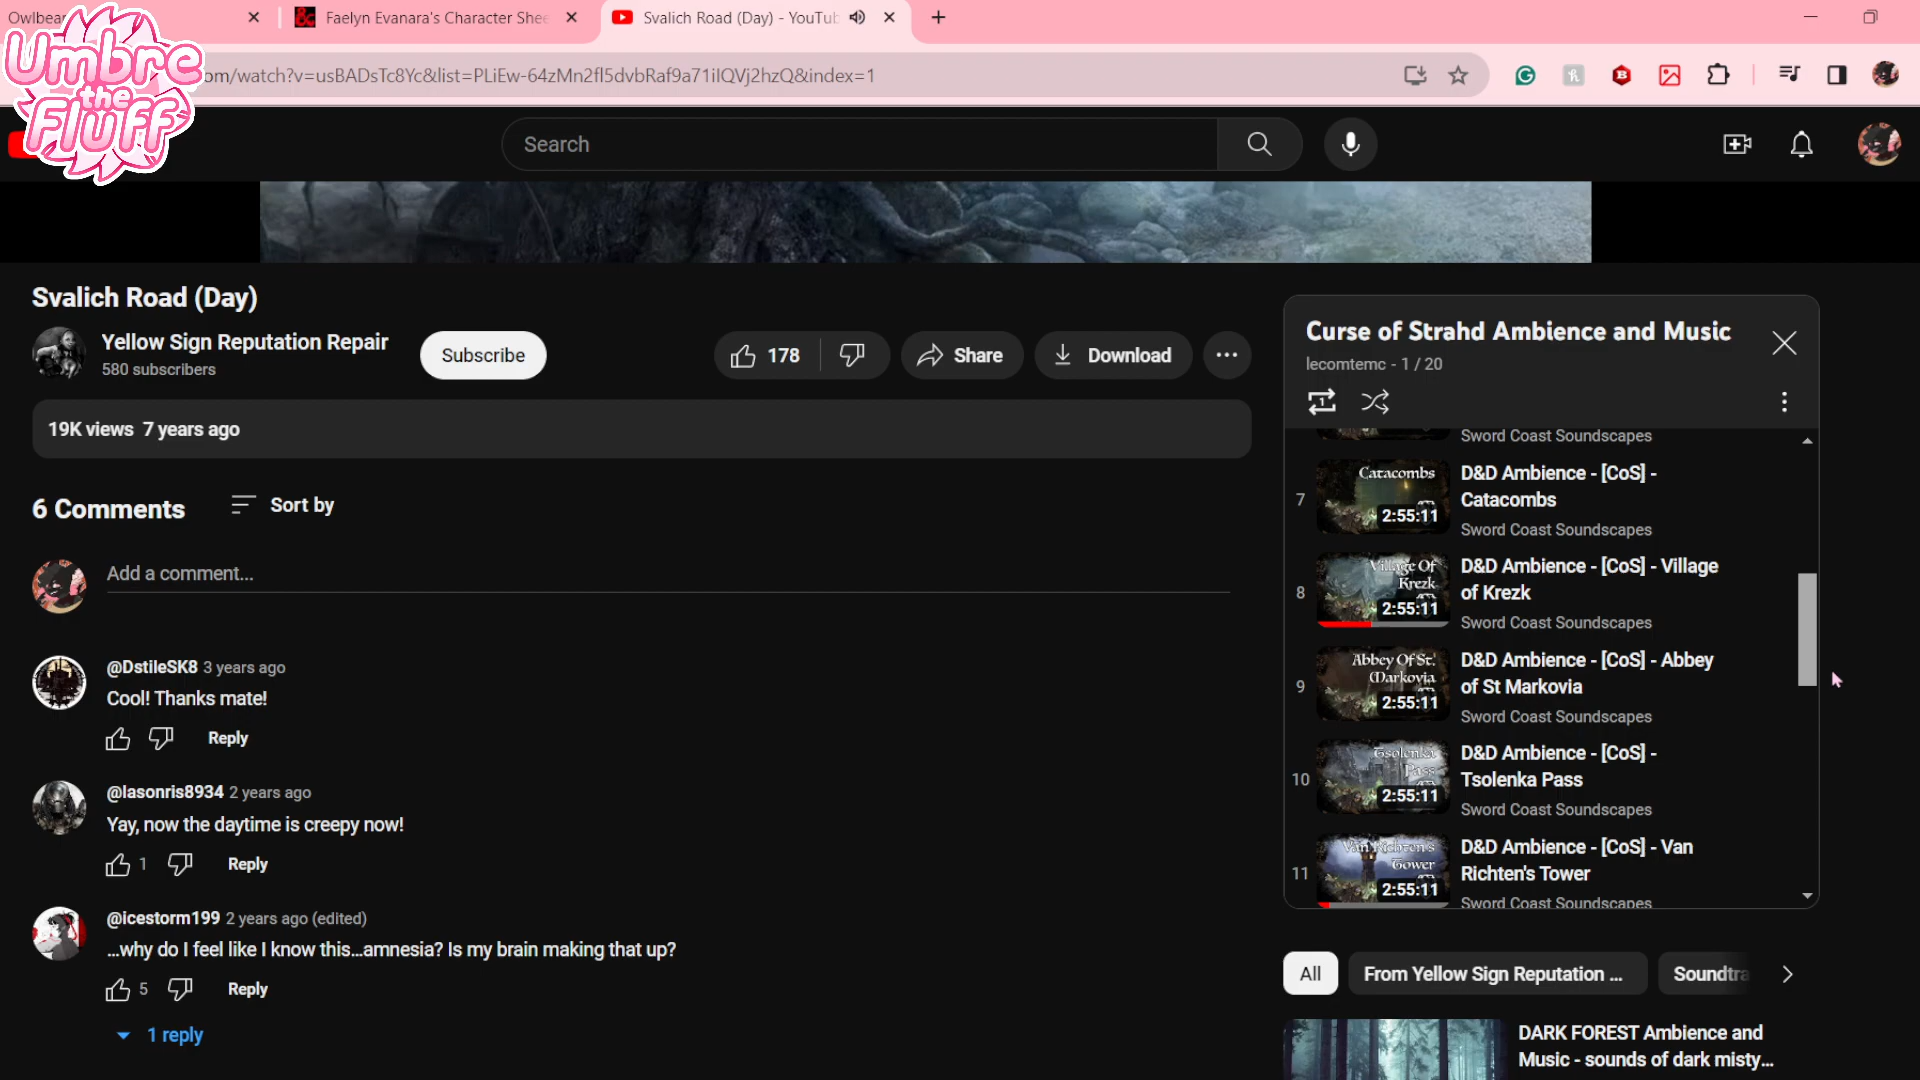 Owlbear
Faelyn Evanara's Character Shee
Svalich Road (Day) - YouTub
Umbre
the
Fluff
om/watch?v=usBADsTc8Yc&list=PLiEw-64zMn2fl5dvbRaf9a71iIQVj2hzQ&index=1
Search
Svalich Road (Day)
Yellow Sign Reputation Repair
580 subscribers
Subscribe
178
Share
Download
19K views 7 years ago
6 Comments
Sort by
Add a comment...
@DstileSK8 3 years ago
Cool! Thanks mate!
Reply
@lasonris8934 2 years ago
Yay, now the daytime is creepy now!
1
Reply
@icestorm199 2 years ago (edited)
...why do I feel like I know this...amnesia? Is my brain making that up?
5
Reply
1 reply
Curse of Strahd Ambience and Music
lecomtemc - 1 / 20
Sword Coast Soundscapes
7
Catacombs
2:55:11
D&D Ambience - [CoS] -
Catacombs
Sword Coast Soundscapes
8
Village Of
Krezk
2:55:11
D&D Ambience - [CoS] - Village
of Krezk
Sword Coast Soundscapes
9
Abbey Of St.
Markovia
2:55:11
D&D Ambience - [CoS] - Abbey
of St Markovia
Sword Coast Soundscapes
10
Tsolenka
Pass
2:55:11
D&D Ambience - [CoS] -
Tsolenka Pass
Sword Coast Soundscapes
11
Van Richten's
Tower
2:55:11
D&D Ambience - [CoS] - Van
Richten's Tower
Sword Coast Soundscapes
All
From Yellow Sign Reputation ...
Soundtra
DARK FOREST Ambience and
Music - sounds of dark misty...